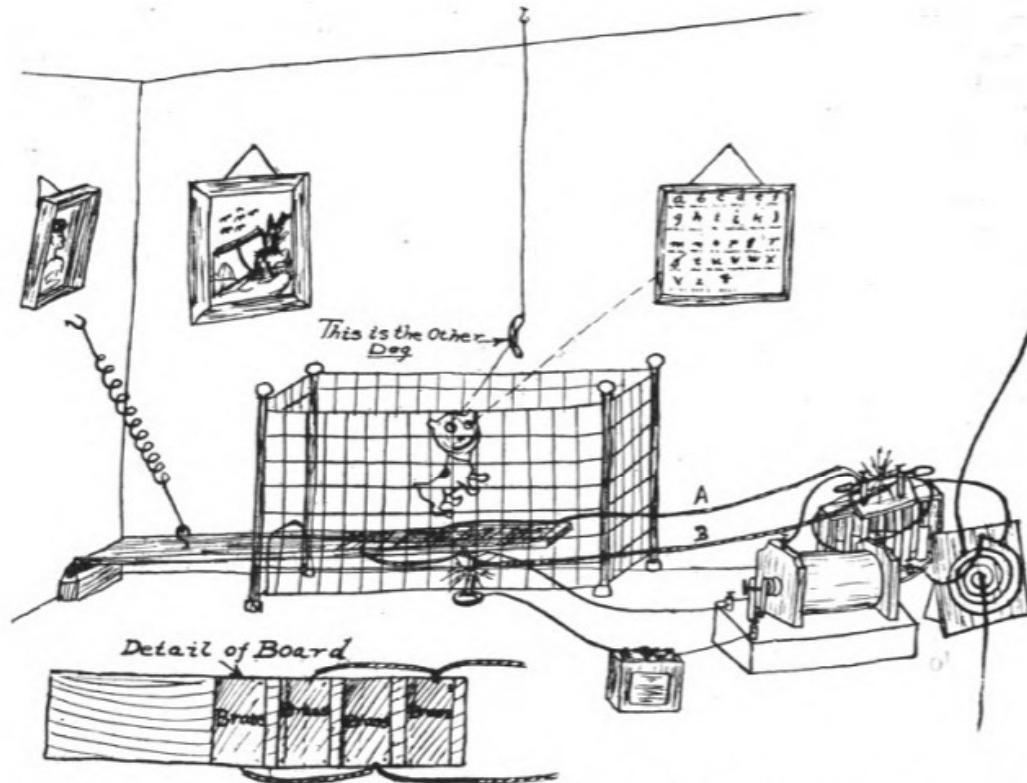 This is the Other
Dog
a b c d e f
g h i k l
m n o p q r
t u v w x
z
A
B
Detail of Board
Brass Brass Brass Brass